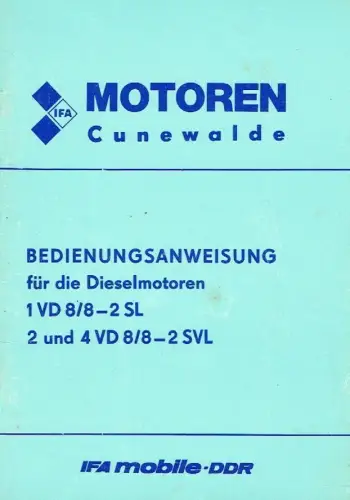 IFA
MOTOREN
Cunewalde
BEDIENUNGSANWEISUNG
für die Dieselmotoren
1 VD 8/8–2 SL
2 und 4 VD 8/8–2 SVL
IFA mobile-DDR